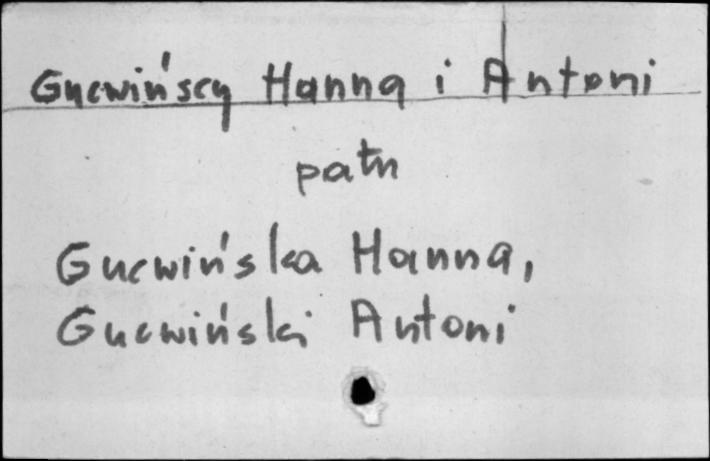 Gucwińscy Hanna i Antoni
patrz
Gucwińska Hanna,
Gucwiński Antoni